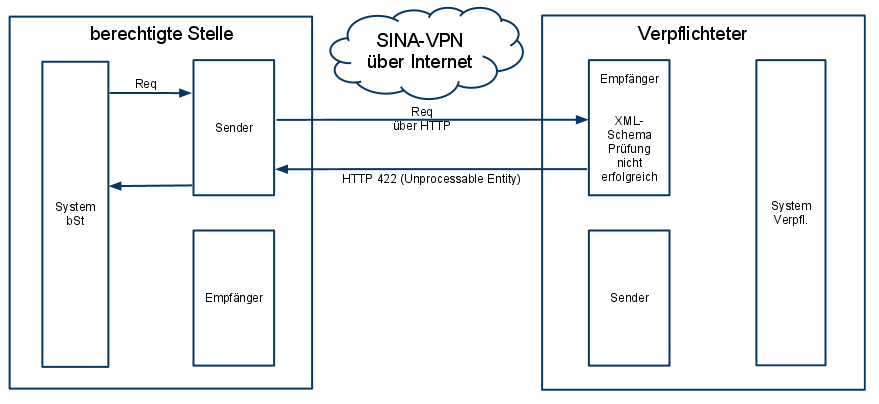 berechtigte Stelle
SINA-VPN
über Internet
Verpflichteter
Req
Sender
System
bSt
Empfänger
Req
über HTTP
HTTP 422 (Unprocessable Entity)
Empfänger
XML-
Schema
Prüfung
nicht
erfolgreich
Sender
System
Verpfl.